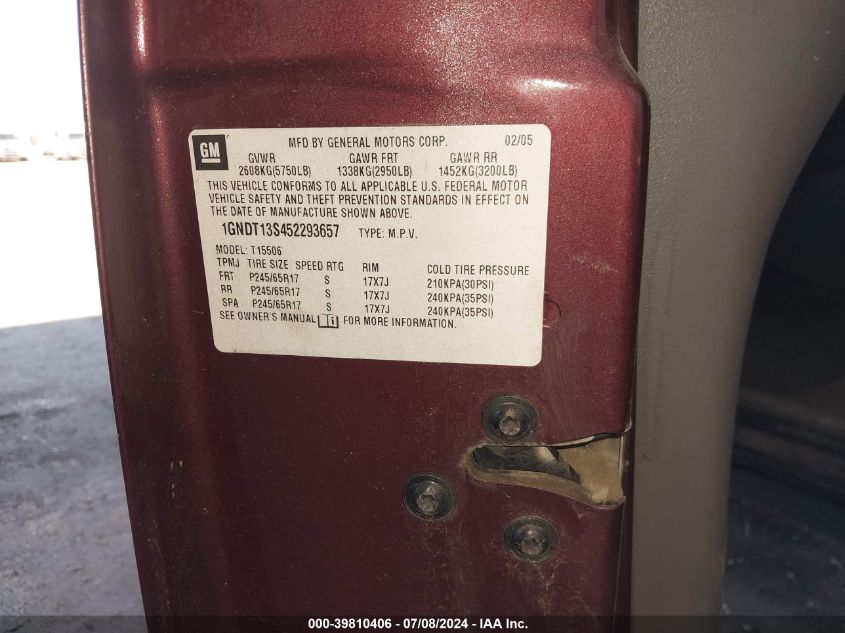 GM
MFD BY GENERAL MOTORS CORP. 02/05
GVWR GAWR FRT GAWR RR
2608KG(5750LB) 1338KG(2950LB) 1452KG(3200LB)
THIS VEHICLE CONFORMS TO ALL APPLICABLE U.S. FEDERAL MOTOR
VEHICLE SAFETY AND THEFT PREVENTION STANDARDS IN EFFECT ON
THE DATE OF MANUFACTURE SHOWN ABOVE.
1GNDT13S452293657 TYPE: M.P.V.
MODEL: T15506
TPMJ TIRE SIZE SPEED RTG RIM COLD TIRE PRESSURE
FRT P245/65R17 S 17X7J 210KPA(30PSI)
RR P245/65R17 S 17X7J 240KPA(35PSI)
SPA P245/65R17 S 17X7J 240KPA(35PSI)
SEE OWNER'S MANUAL FOR MORE INFORMATION.
000-39810406 - 07/08/2024 - IAA Inc.